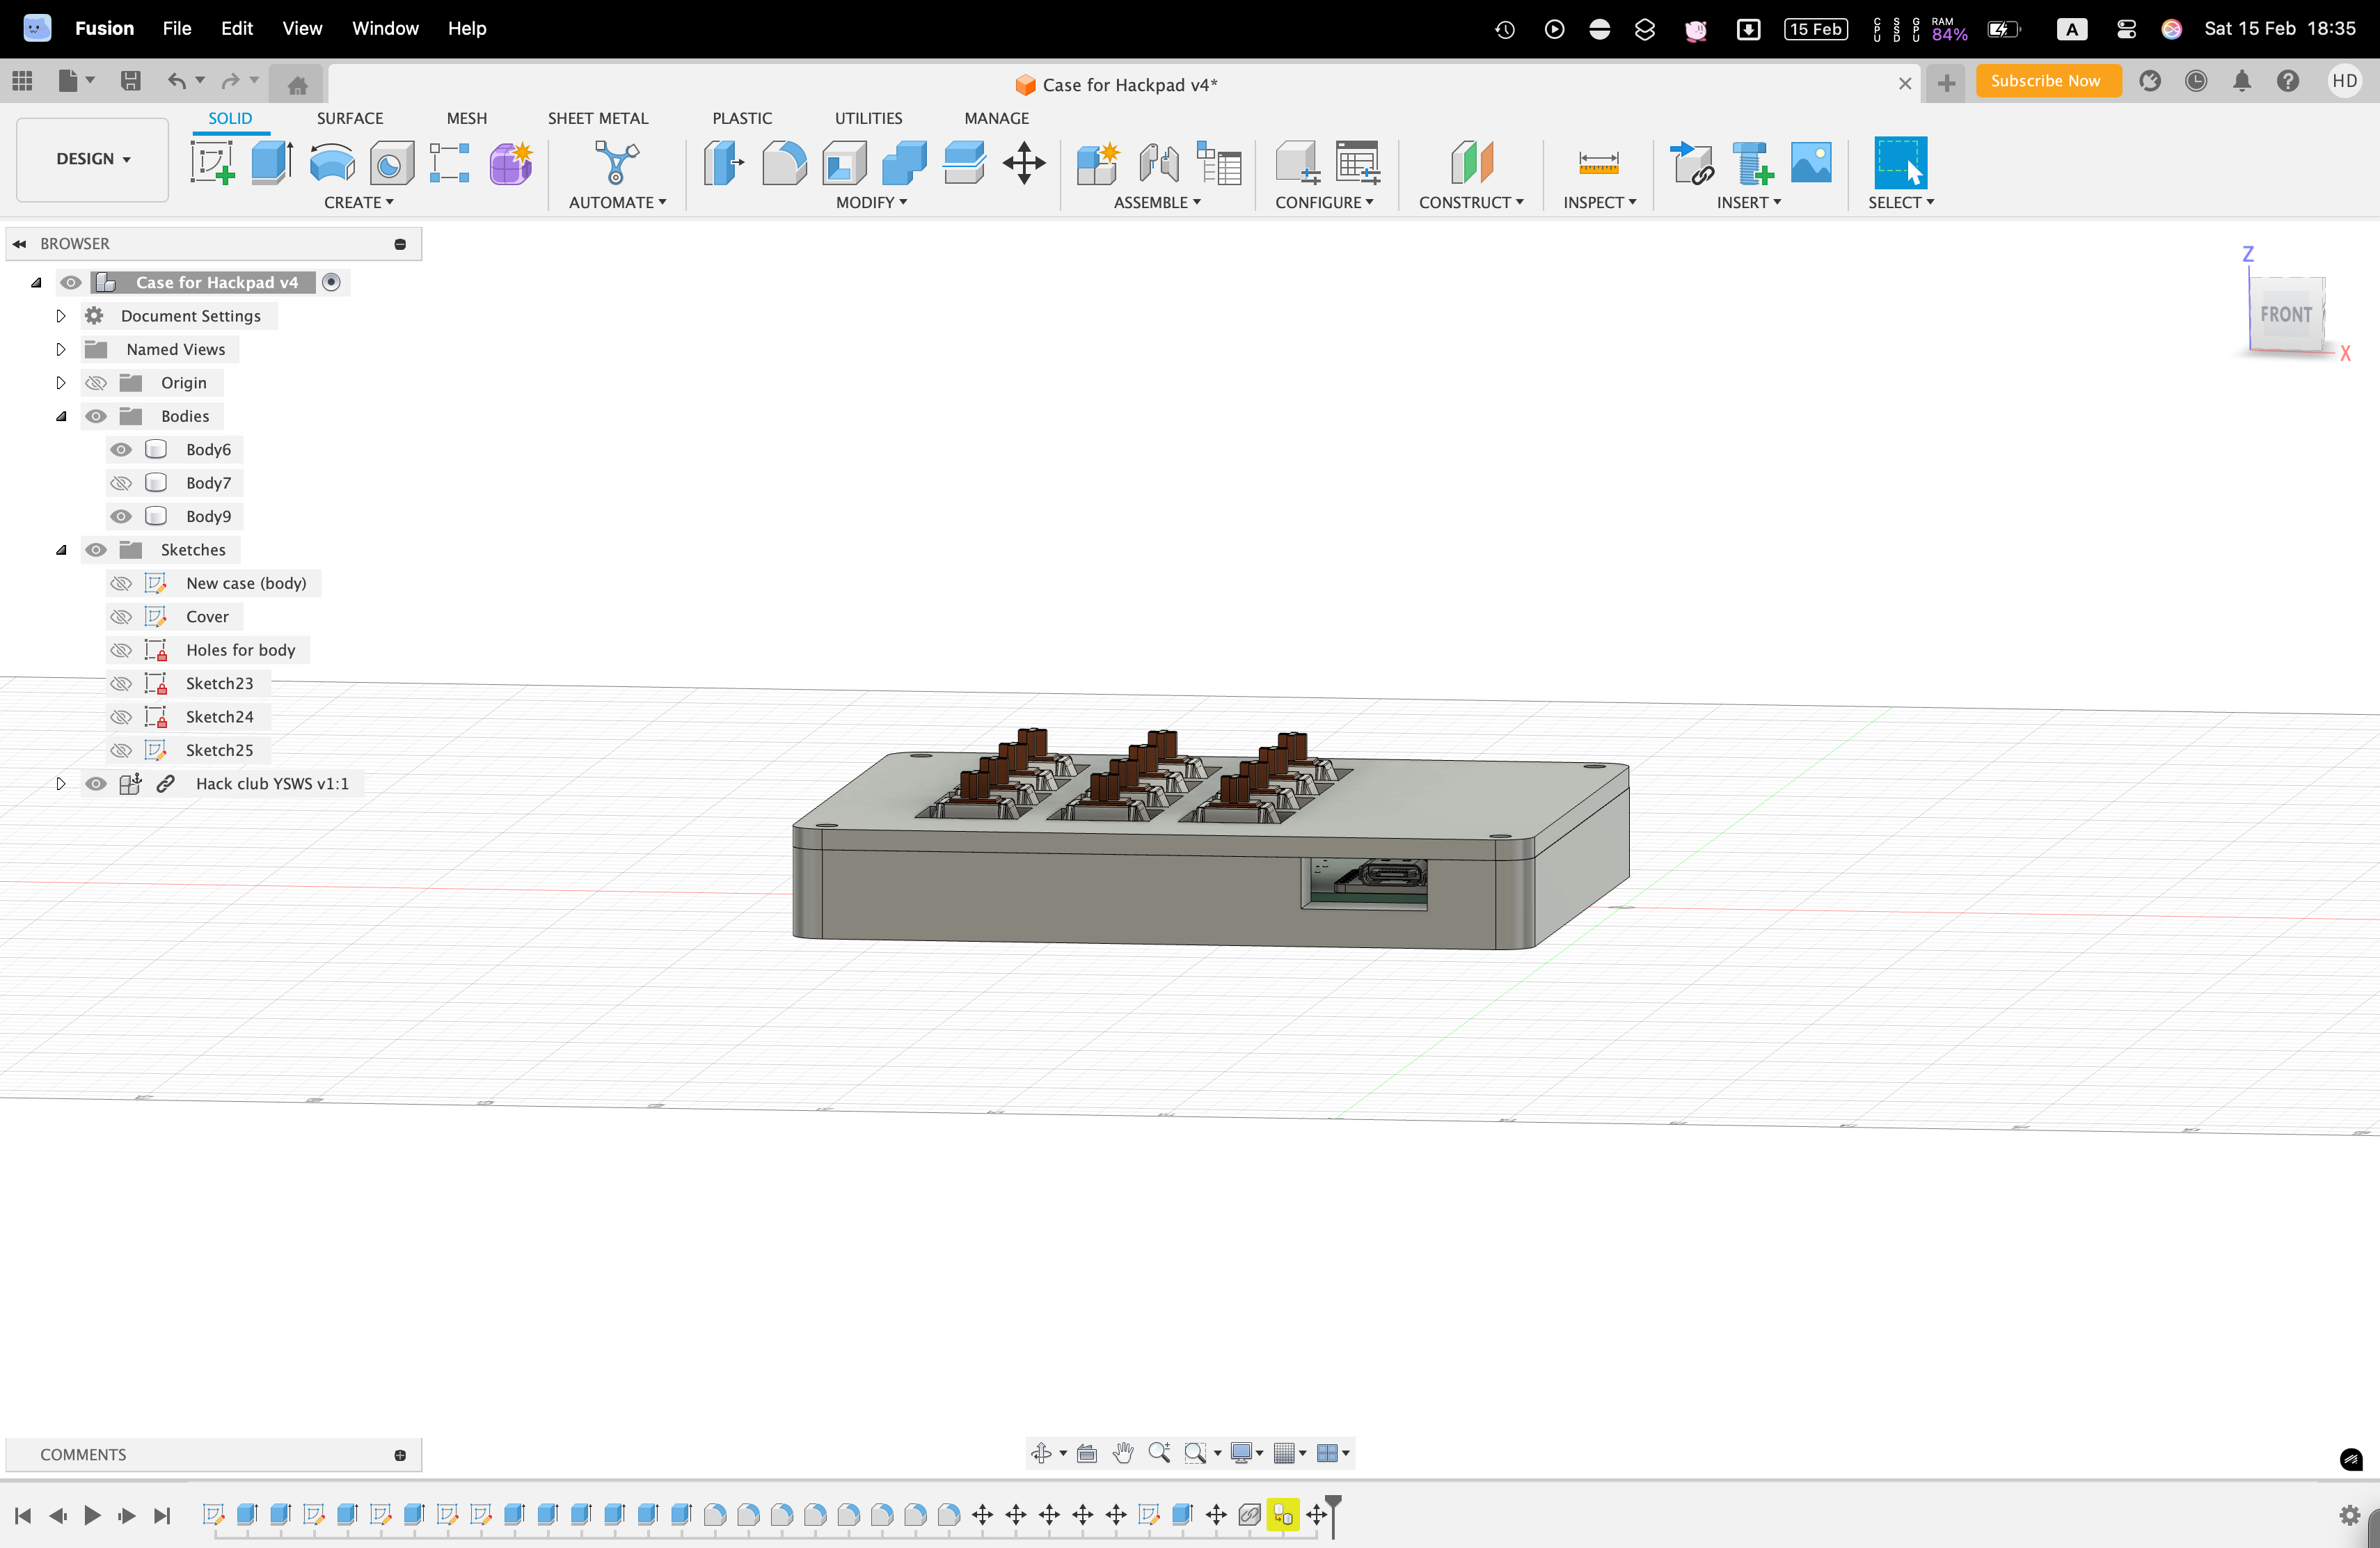 Fusion File Edit View Window Help 15 Feb CPU SSD GPU RAM 84% A Sat 15 Feb 18:35
Case for Hackpad v4* Subscribe Now HD
SOLID SURFACE MESH SHEET METAL PLASTIC UTILITIES MANAGE
DESIGN
CREATE AUTOMATE MODIFY ASSEMBLE CONFIGURE CONSTRUCT INSPECT INSERT SELECT
BROWSER
Case for Hackpad v4
Document Settings
Named Views
Origin
Bodies
Body6
Body7
Body9
Sketches
New case (body)
Cover
Holes for body
Sketch23
Sketch24
Sketch25
Hack club YSWS v1:1
Z
FRONT
X
COMMENTS